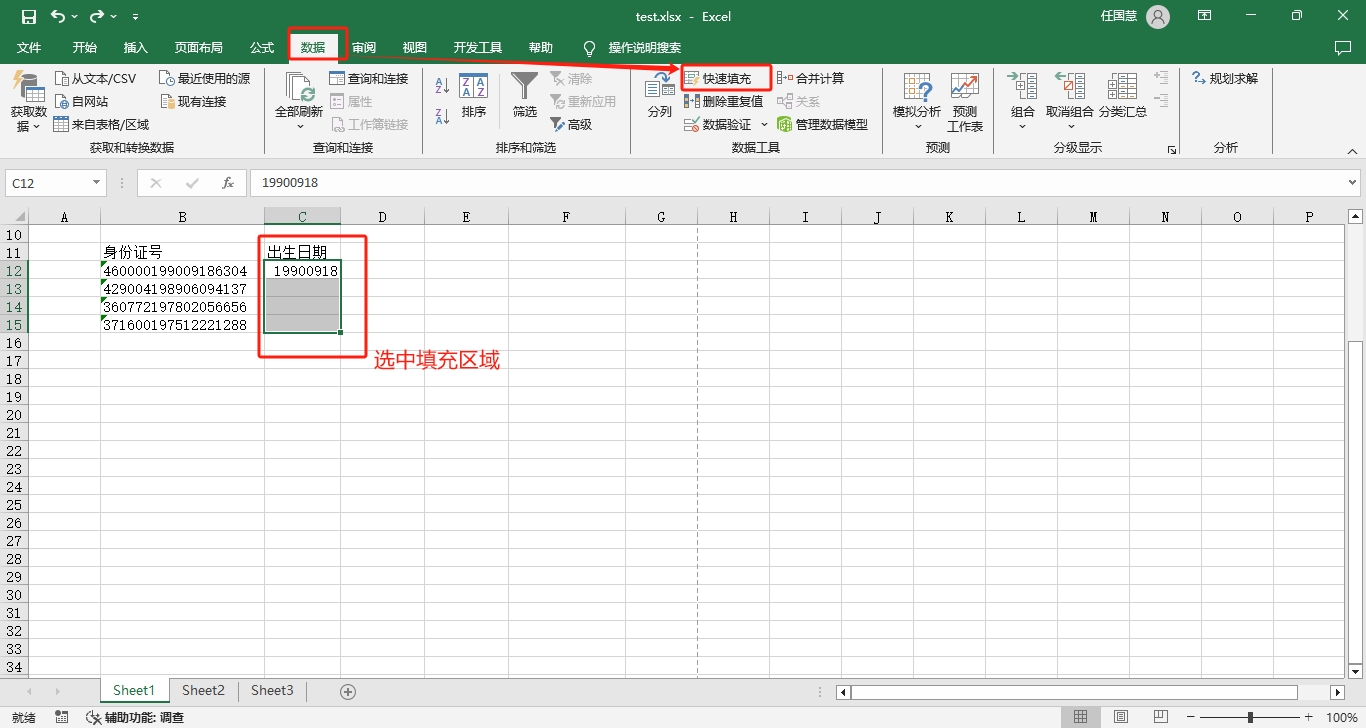 test.xlsx - Excel
任国慧
文件 开始 插入 页面布局 公式 数据 审阅 视图 开发工具 帮助 操作说明搜索
获取数据
从文本/CSV
自网站
来自表格/区域
最近使用的源
现有连接
获取和转换数据
全部刷新
查询和连接
属性
工作簿链接
查询和连接
排序
筛选
清除
重新应用
高级
排序和筛选
分列
快速填充
删除重复值
数据验证
合并计算
关系
管理数据模型
数据工具
模拟分析
预测
工作表
预测
组合
取消组合
分类汇总
分级显示
规划求解
分析
C12
fx
19900918
A B C D E F G H I J K L M N O P
10
11 身份证号 出生日期
12 460000199009186304 19900918
13 429004198906094137
14 360772197802056656
15 371600197512221288
16
选中填充区域
17
18
19
20
21
22
23
24
25
26
27
28
29
30
31
32
33
34
Sheet1 Sheet2 Sheet3
就绪 辅助功能: 调查
100%